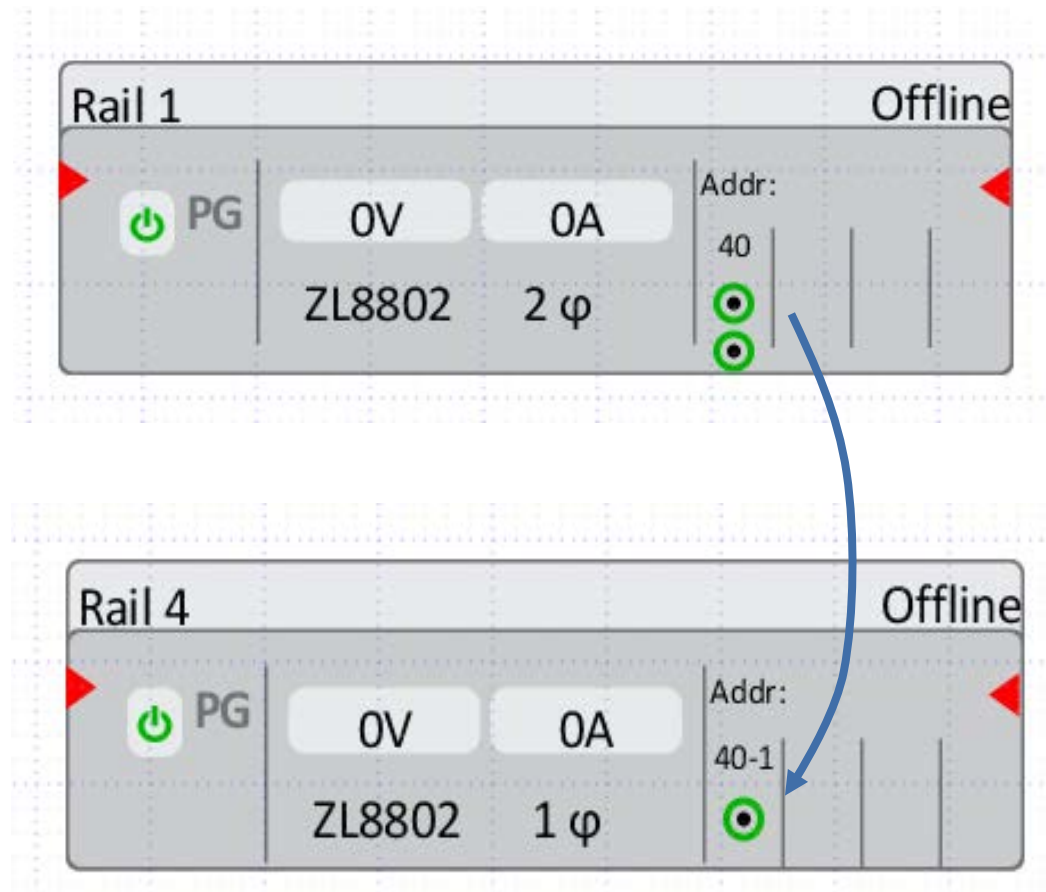 Rail 1 Offline
PG 0V 0A Addr:
40
ZL8802 2 φ
Rail 4 Offline
PG 0V 0A Addr:
40-1
ZL8802 1 φ